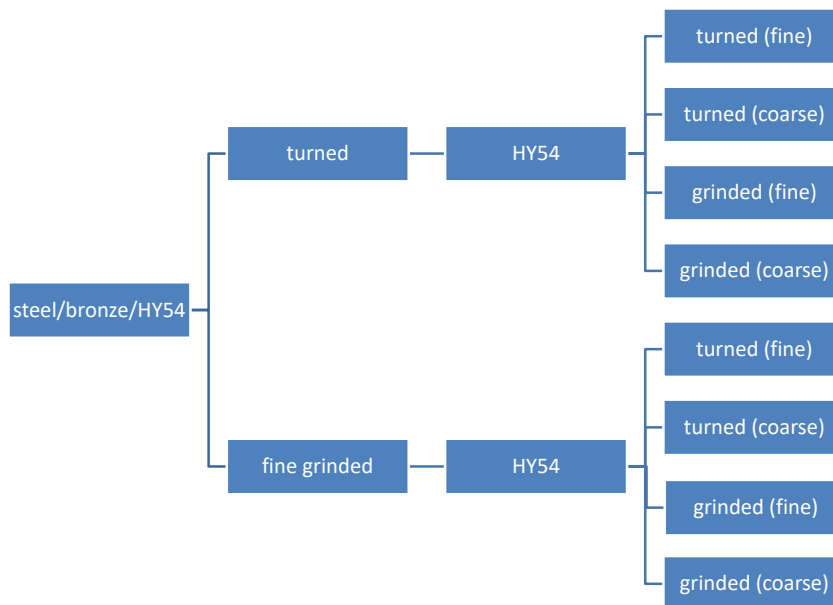 turned (fine)
turned (coarse)
turned
HY54
grinded (fine)
grinded (coarse)
steel/bronze/HY54
turned (fine)
turned (coarse)
fine grinded
HY54
grinded (fine)
grinded (coarse)